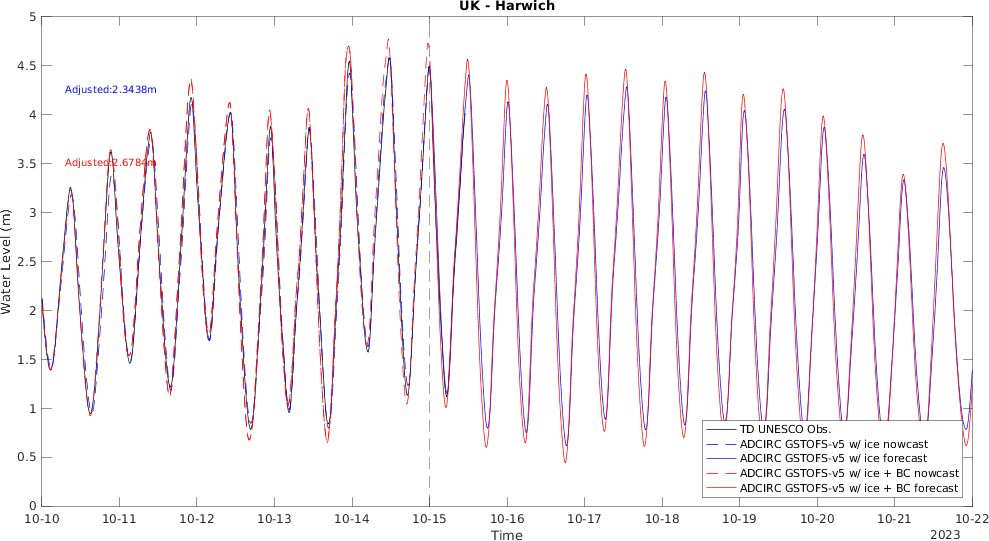 UK - Harwich
5
4.5
4
3.5
3
2.5
2
1.5
1
0.5
0
Water Level (m)
Adjusted:2.3438m
Adjusted:2.6784m
TD UNESCO Obs.
ADCIRC GSTOFS-v5 w/ ice nowcast
ADCIRC GSTOFS-v5 w/ ice forecast
ADCIRC GSTOFS-v5 w/ ice + BC nowcast
ADCIRC GSTOFS-v5 w/ ice + BC forecast
10-10 10-11 10-12 10-13 10-14 10-15 10-16 10-17 10-18 10-19 10-20 10-21 10-22
Time
2023